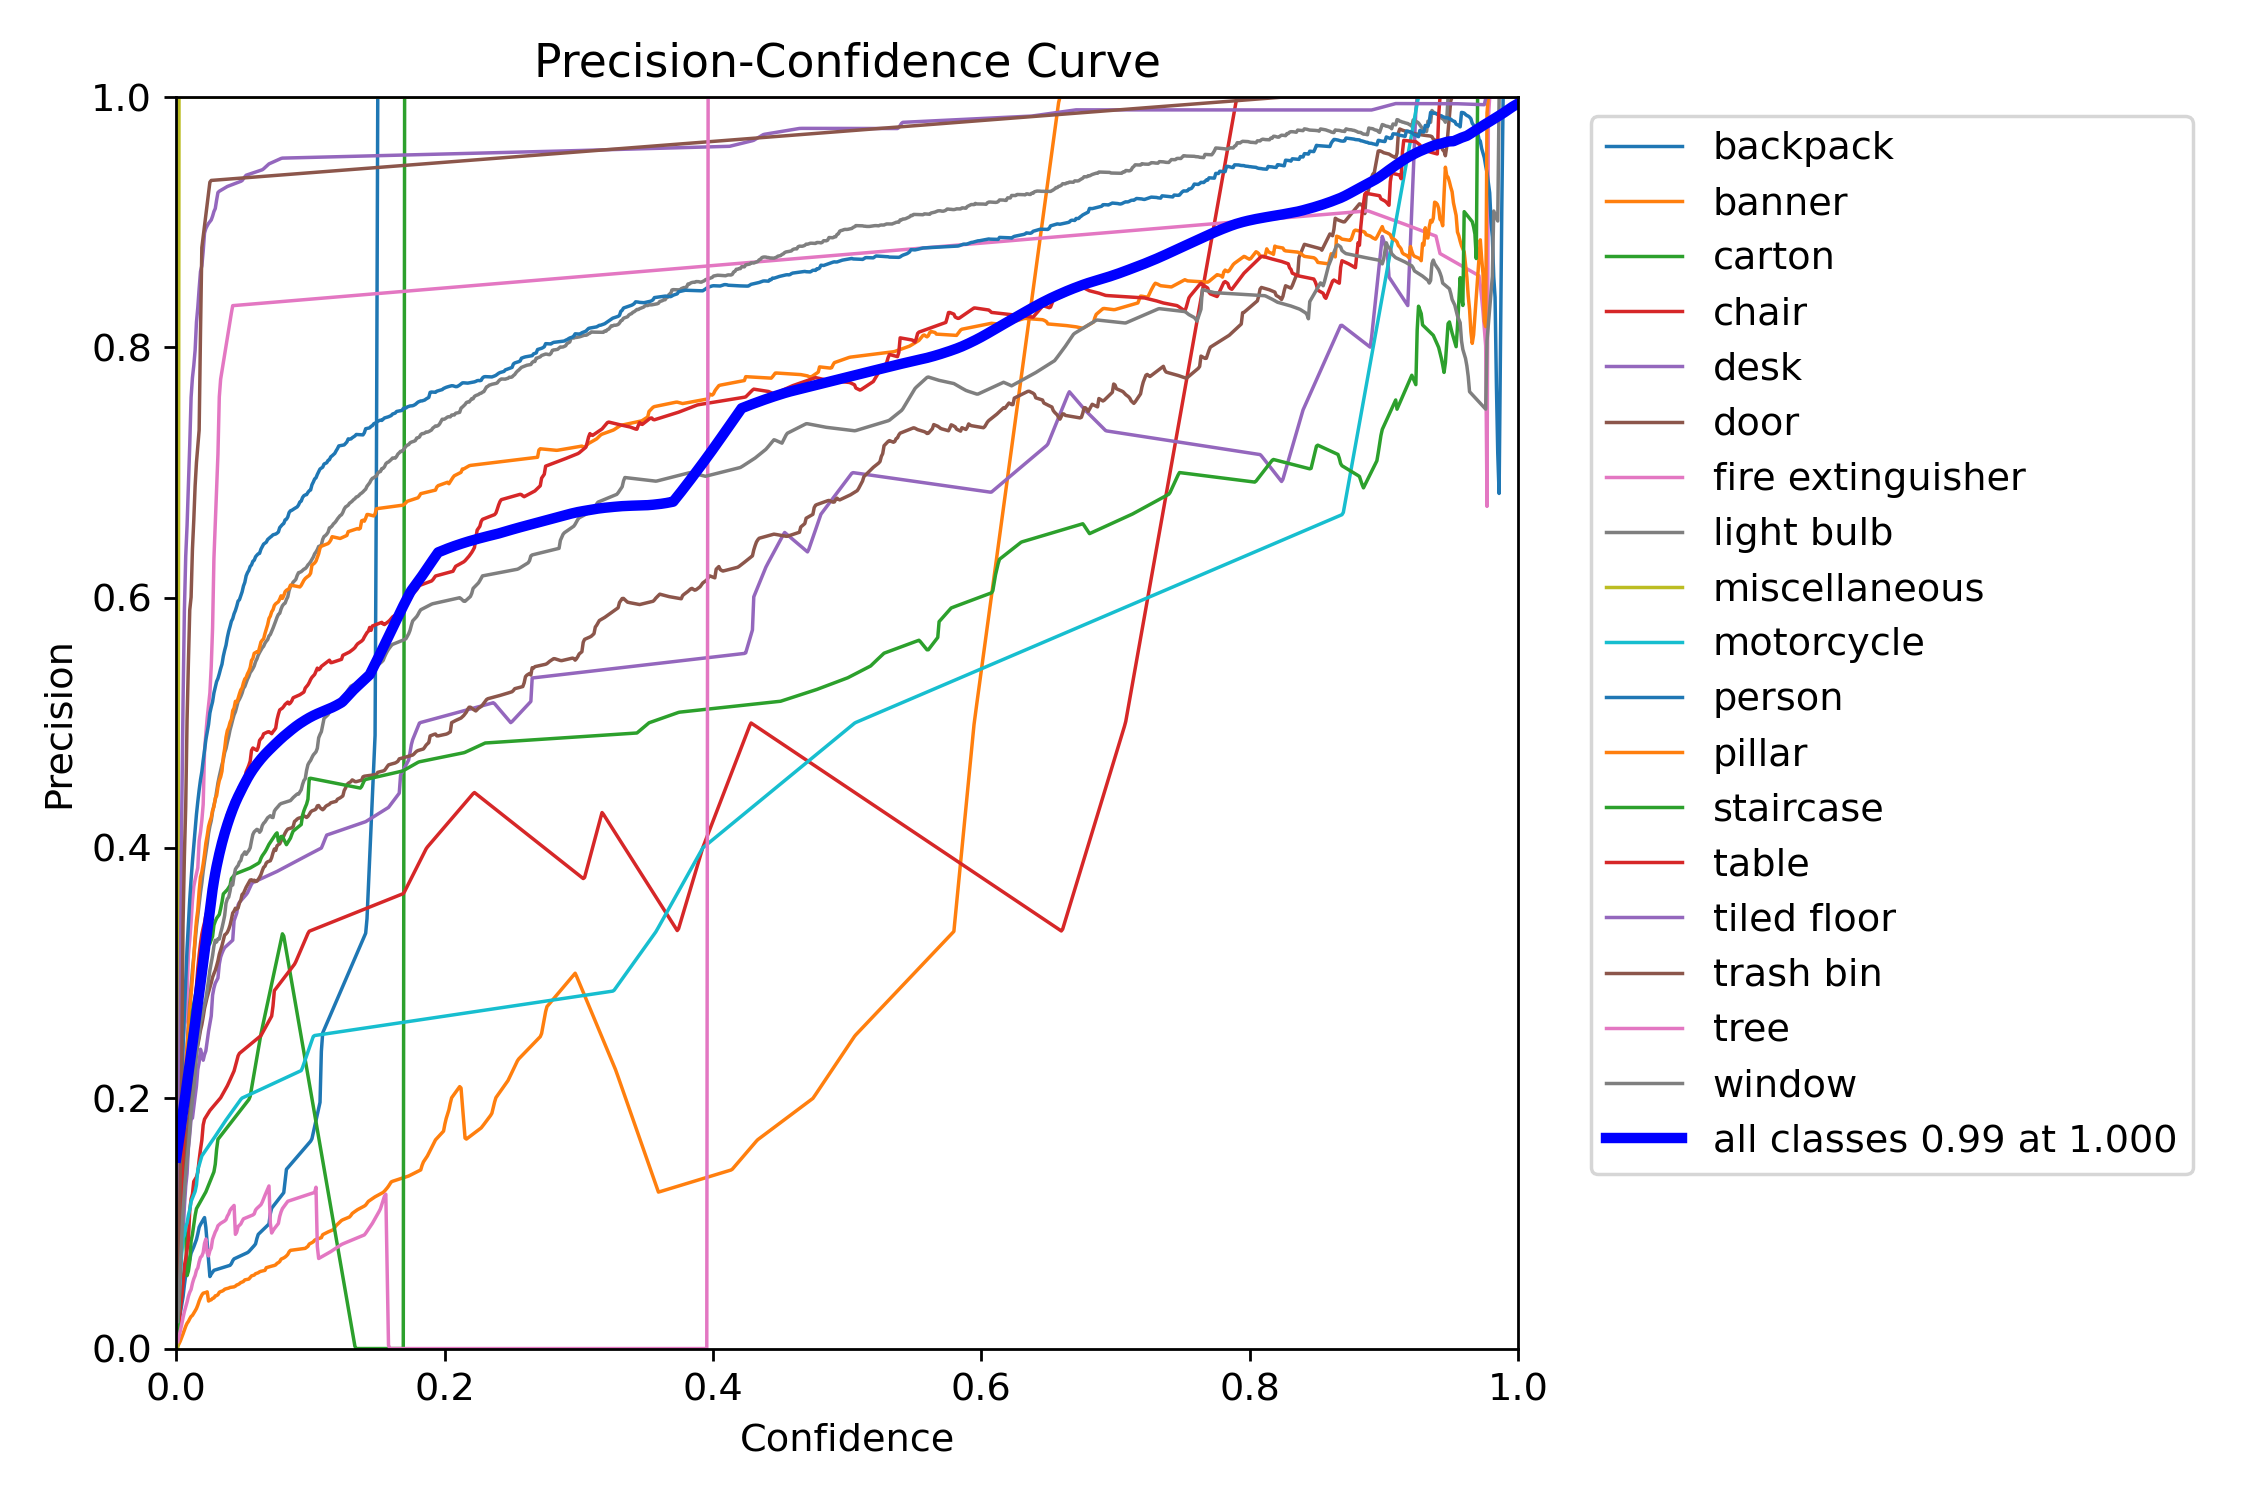 Precision-Confidence Curve
1.0
0.8
0.6
0.4
0.2
0.0
Precision
0.0 0.2 0.4 0.6 0.8 1.0
Confidence
backpack
banner
carton
chair
desk
door
fire extinguisher
light bulb
miscellaneous
motorcycle
person
pillar
staircase
table
tiled floor
trash bin
tree
window
all classes 0.99 at 1.000